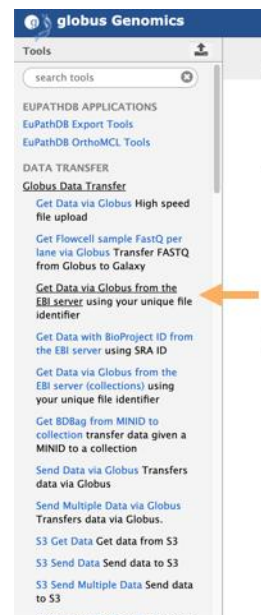 globus Genomics
Tools
search tools
EUPATHDB APPLICATIONS
EuPathDB Export Tools
EuPathDB OrthoMCL Tools
DATA TRANSFER
Globus Data Transfer
Get Data via Globus High speed
file upload
Get Flowcell sample FastQ per
lane via Globus Transfer FASTQ
from Globus to Galaxy
Get Data via Globus from the
EBI server using your unique file
identifier
Get Data with BioProject ID from
the EBI server using SRA ID
Get Data via Globus from the
EBI server (collections) using
your unique file identifier
Get BDBag from MINID to
collection transfer data given a
MINID to a collection
Send Data via Globus Transfers
data via Globus
Send Multiple Data via Globus
Transfers data via Globus.
S3 Get Data Get data from S3
S3 Send Data Send data to S3
S3 Send Multiple Data Send data
to S3